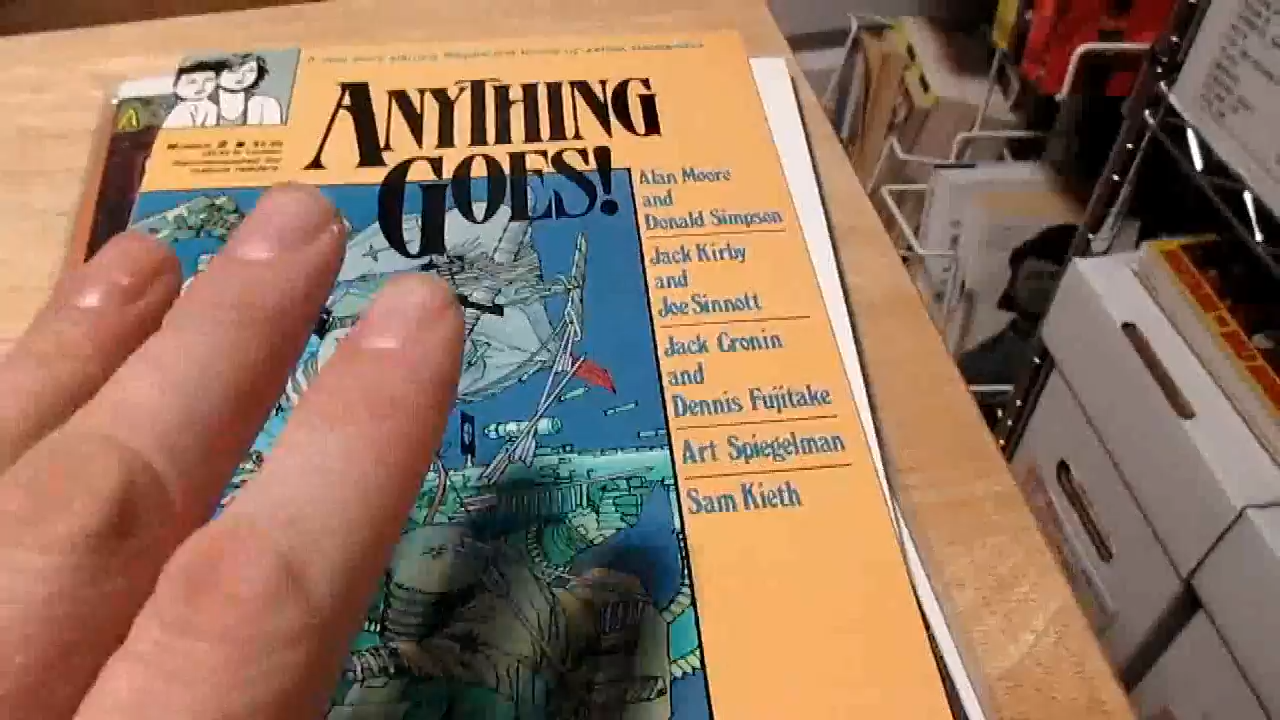 ANYTHING
GOES!
Alan Moore
and
Donald Simpson
Jack Kirby
and
Joe Sinnott
Jack Cronin
and
Dennis Fujitake
Art Spiegelman
Sam Kieth